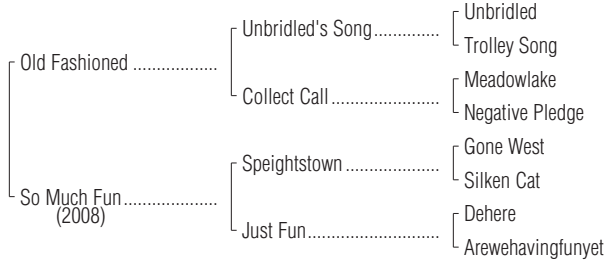 Unbridled
Unbridled's Song..............
Trolley Song
Old Fashioned ..................
Meadowlake
Collect Call.......................
Negative Pledge
Gone West
Speightstown ....................
Silken Cat
So Much Fun....................
(2008)
Dehere
Just Fun............................
Arewehavingfunyet